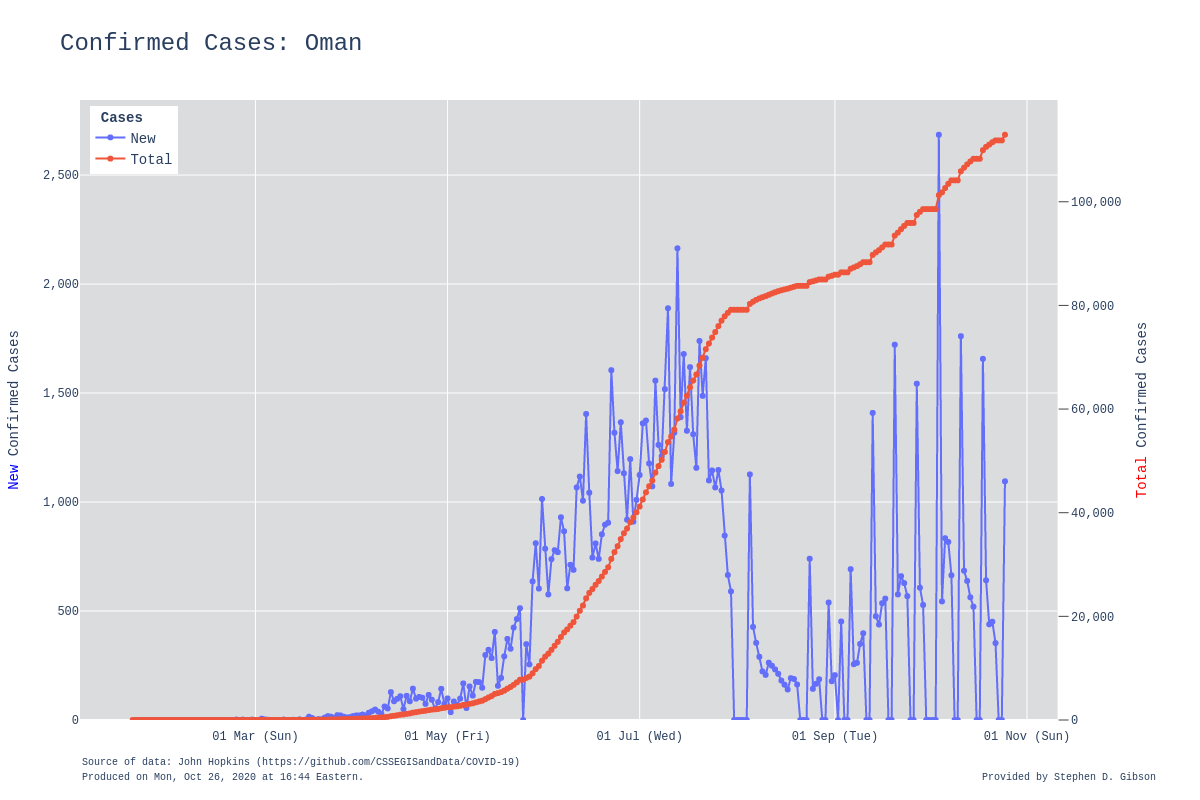 Confirmed Cases: Oman
Cases
New
Total
2,500
2,000
1,500
1,000
500
0
100,000
80,000
60,000
40,000
20,000
0
New Confirmed Cases
Total Confirmed Cases
01 Mar (Sun)
01 May (Fri)
01 Jul (Wed)
01 Sep (Tue)
01 Nov (Sun)
Source of data: John Hopkins (https://github.com/CSSEGISandData/COVID-19)
Produced on Mon, Oct 26, 2020 at 16:44 Eastern.
Provided by Stephen D. Gibson